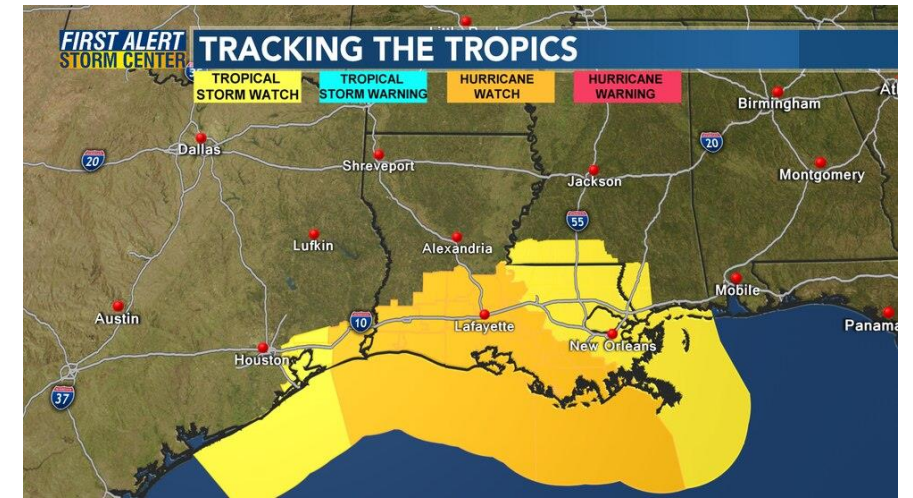 FIRST ALERT
STORM CENTER
TRACKING THE TROPICS
TROPICAL
STORM WATCH
TROPICAL
STORM WARNING
HURRICANE
WATCH
HURRICANE
WARNING
Birmingham
Dallas
20
20
Shreveport
Jackson
Montgomery
55
Lufkin
Alexandria
Mobile
Austin
10
Lafayette
Panama
Houston
New Orleans
37